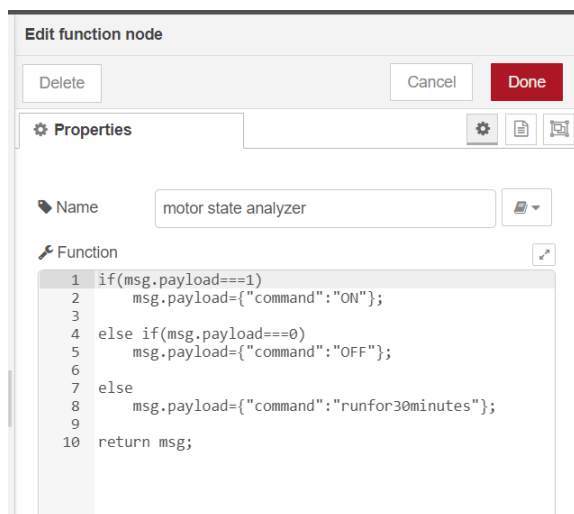 Edit function node
Delete Cancel Done
Properties
Name motor state analyzer
Function
1 if(msg.payload===1)
2     msg.payload={"command":"ON"};
3
4 else if(msg.payload===0)
5     msg.payload={"command":"OFF"};
6
7 else
8     msg.payload={"command":"runfor30minutes"};
9
10 return msg;